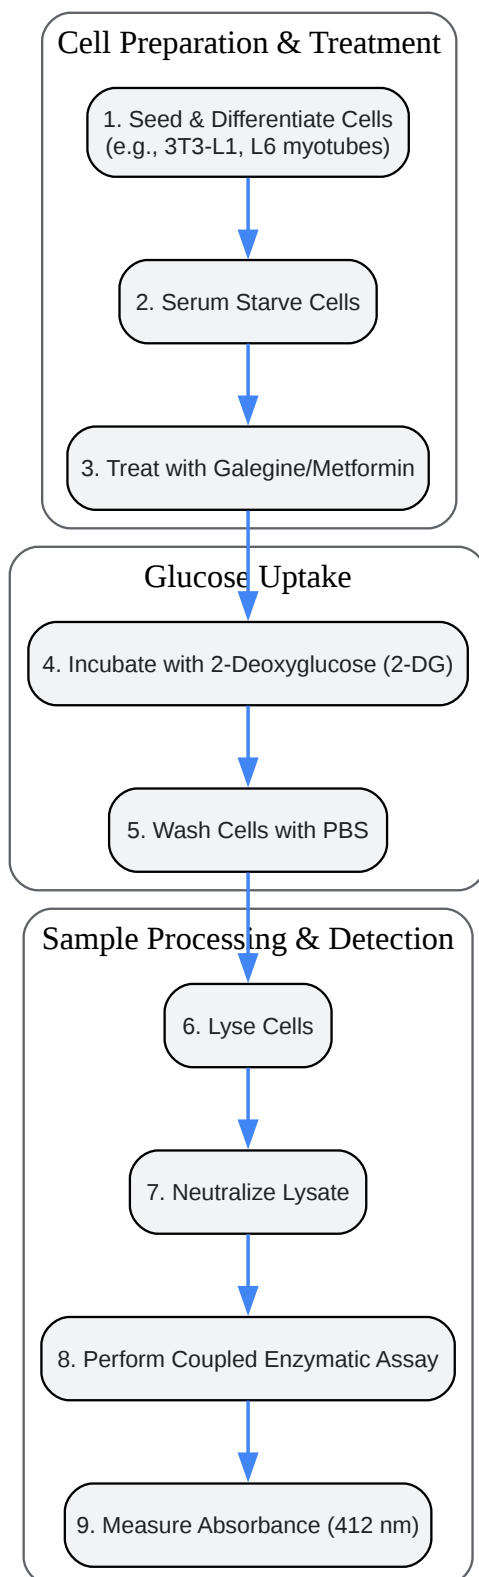 Cell Preparation & Treatment
1. Seed & Differentiate Cells
(e.g., 3T3-L1, L6 myotubes)
2. Serum Starve Cells
3. Treat with Galegine/Metformin
Glucose Uptake
4. Incubate with 2-Deoxyglucose (2-DG)
5. Wash Cells with PBS
Sample Processing & Detection
6. Lyse Cells
7. Neutralize Lysate
8. Perform Coupled Enzymatic Assay
9. Measure Absorbance (412 nm)